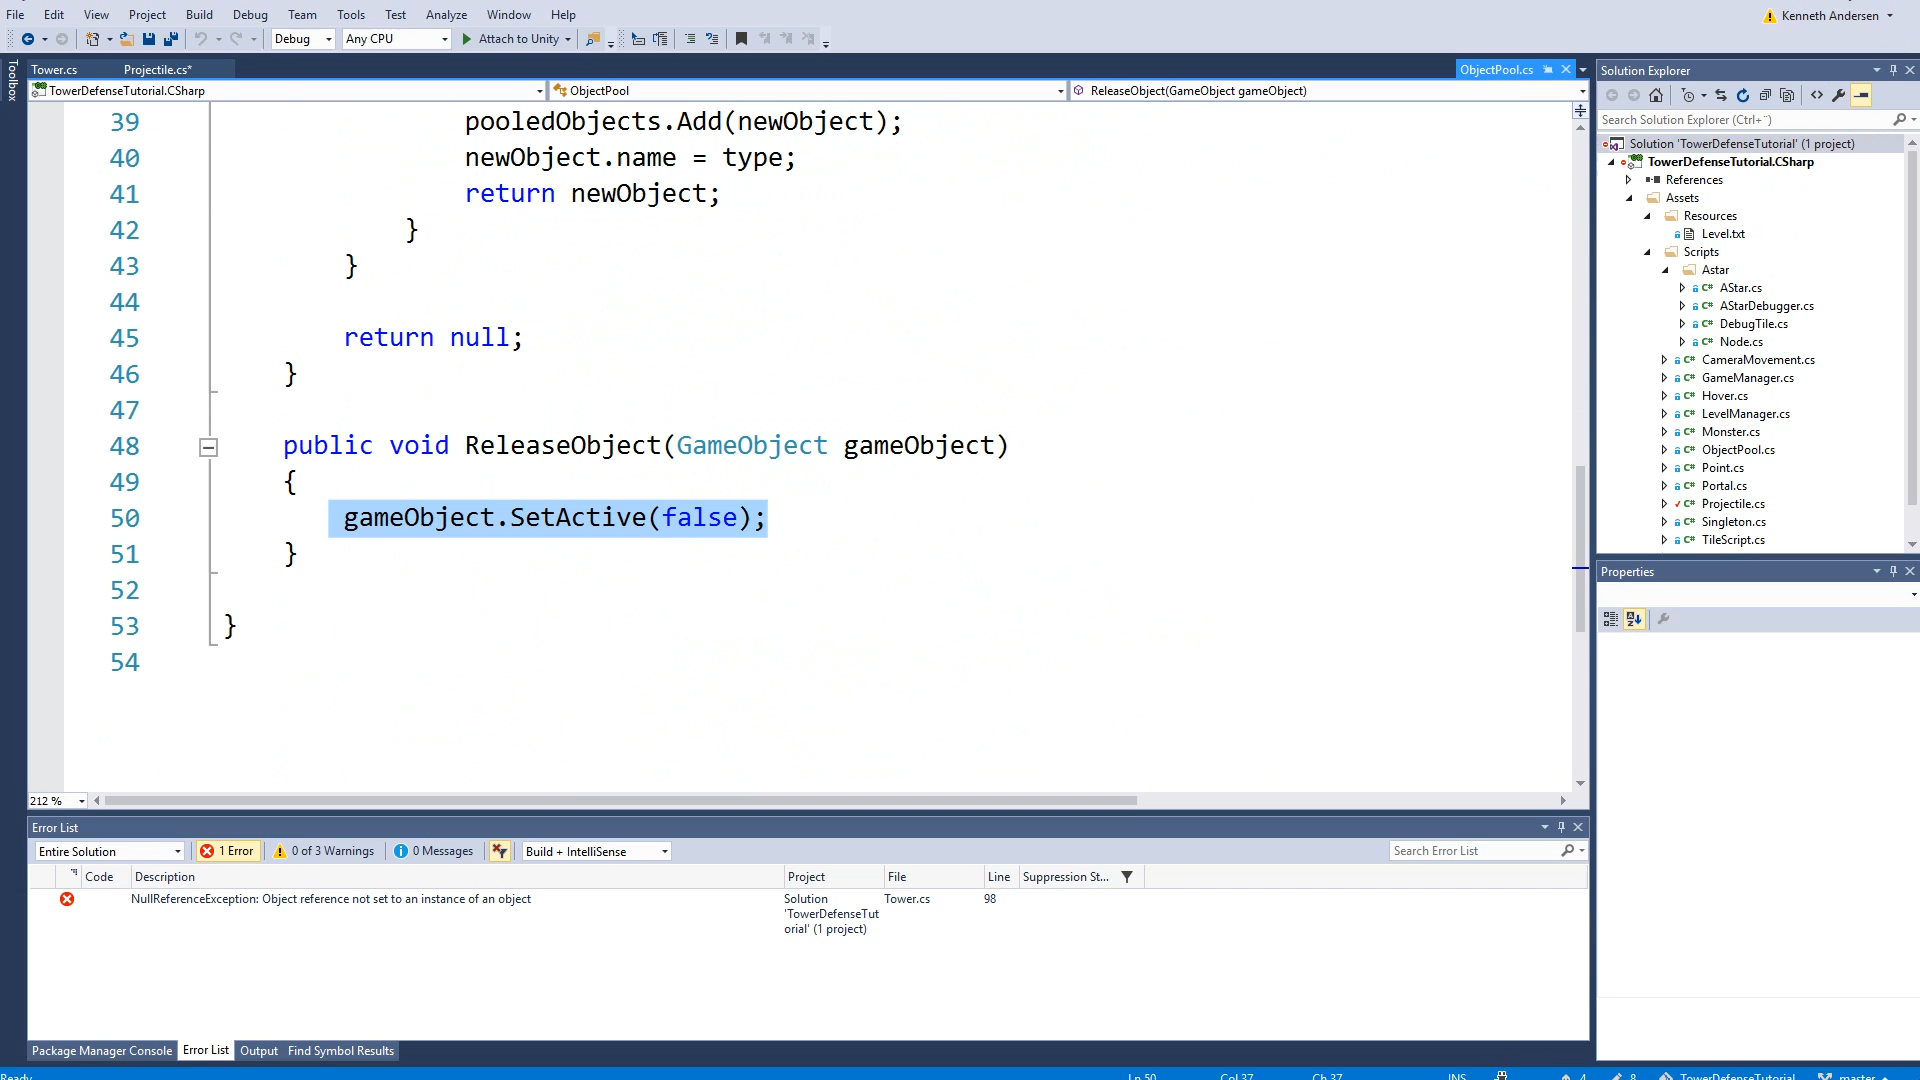 File Edit View Project Build Debug Team Tools Test Analyze Window Help Kenneth Andersen
Debug Any CPU Attach to Unity
Toolbox
Tower.cs Projectile.cs* ObjectPool.cs
TowerDefenseTutorial.CSharp ObjectPool ReleaseObject(GameObject gameObject)
39 pooledObjects.Add(newObject);
40 newObject.name = type;
41 return newObject;
42 }
43 }
44
45 return null;
46 }
47
48 public void ReleaseObject(GameObject gameObject)
49 {
50 gameObject.SetActive(false);
51 }
52
53 }
54
212 %
Solution Explorer
Search Solution Explorer (Ctrl+¨)
Solution 'TowerDefenseTutorial' (1 project)
TowerDefenseTutorial.CSharp
References
Assets
Resources
Level.txt
Scripts
Astar
C# AStar.cs
C# AStarDebugger.cs
C# DebugTile.cs
C# Node.cs
C# CameraMovement.cs
C# GameManager.cs
C# Hover.cs
C# LevelManager.cs
C# Monster.cs
C# ObjectPool.cs
C# Point.cs
C# Portal.cs
C# Projectile.cs
C# Singleton.cs
C# TileScript.cs
Properties
Error List
Entire Solution 1 Error 0 of 3 Warnings 0 Messages Build + IntelliSense Search Error List
Code Description Project File Line Suppression St...
NullReferenceException: Object reference not set to an instance of an object Solution Tower.cs 98
'TowerDefenseTut
orial' (1 project)
Package Manager Console Error List Output Find Symbol Results
Ready Ln 50 Col 37 Ch 37 INS 4 8 TowerDefenseTutorial master